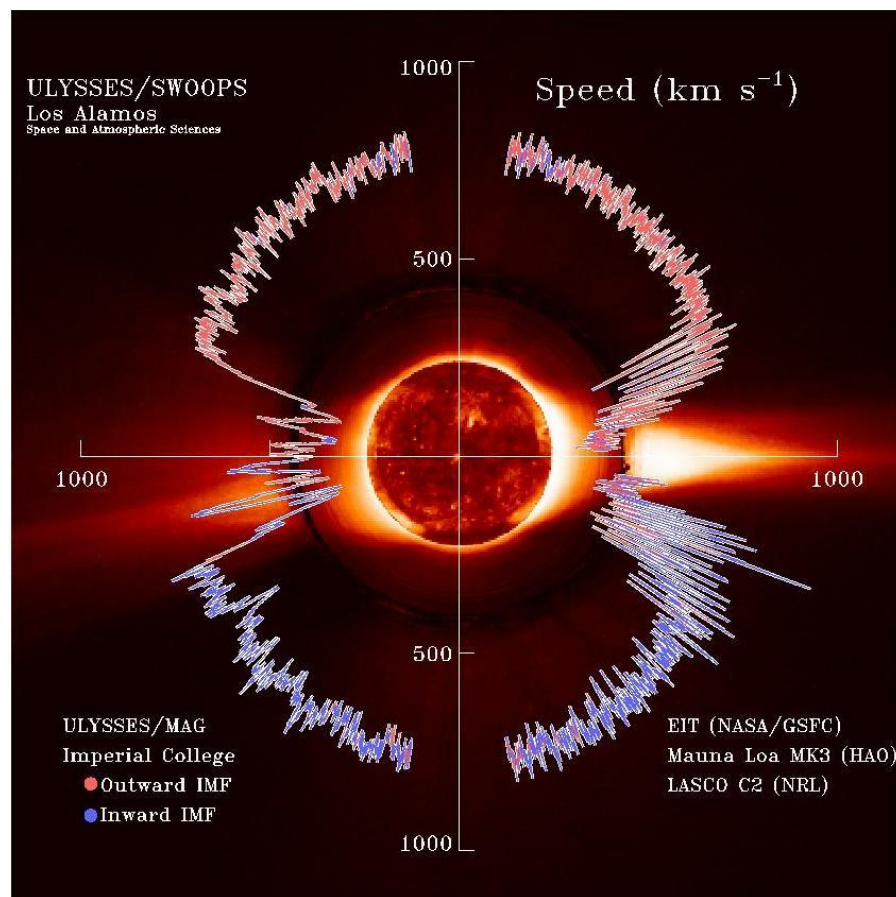 ULYSSES/SWOOPS
Los Alamos
Space and Atmospheric Sciences
Speed (km s⁻¹)
1000
500
1000
1000
500
1000
ULYSSES/MAG
Imperial College
Outward IMF
Inward IMF
EIT (NASA/GSFC)
Mauna Loa MK3 (HAO)
LASCO C2 (NRL)